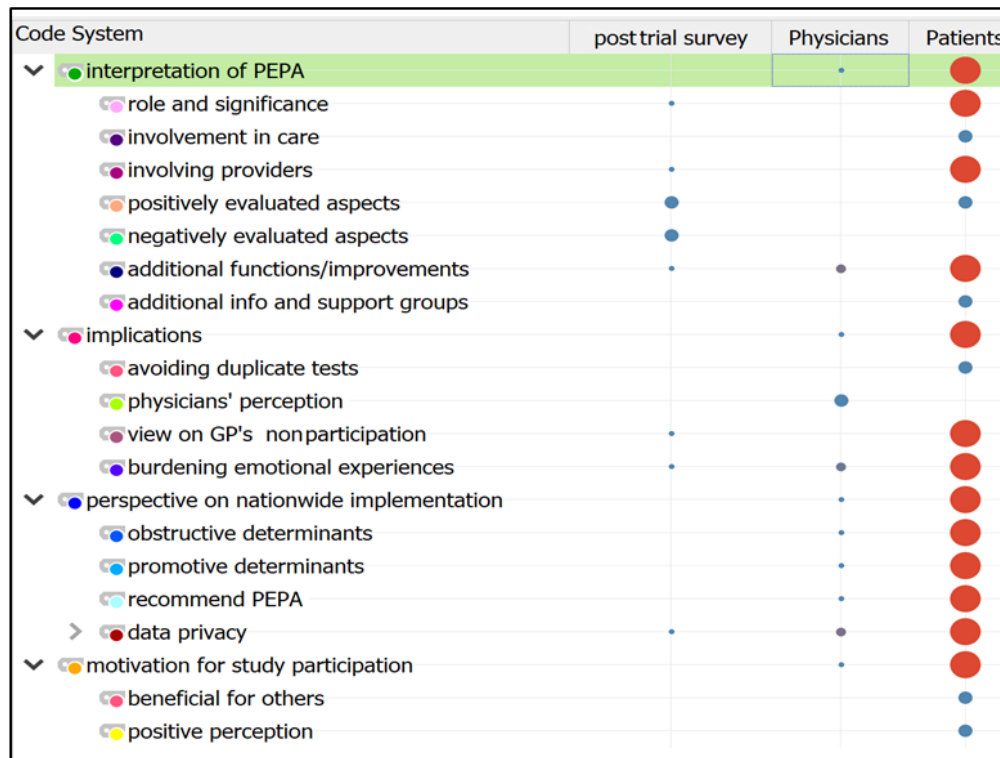 Code System post trial survey Physicians Patients
interpretation of PEPA
role and significance
involvement in care
involving providers
positively evaluated aspects
negatively evaluated aspects
additional functions/improvements
additional info and support groups
implications
avoiding duplicate tests
physicians' perception
view on GP's nonparticipation
burdening emotional experiences
perspective on nationwide implementation
obstructive determinants
promotive determinants
recommend PEPA
data privacy
motivation for study participation
beneficial for others
positive perception